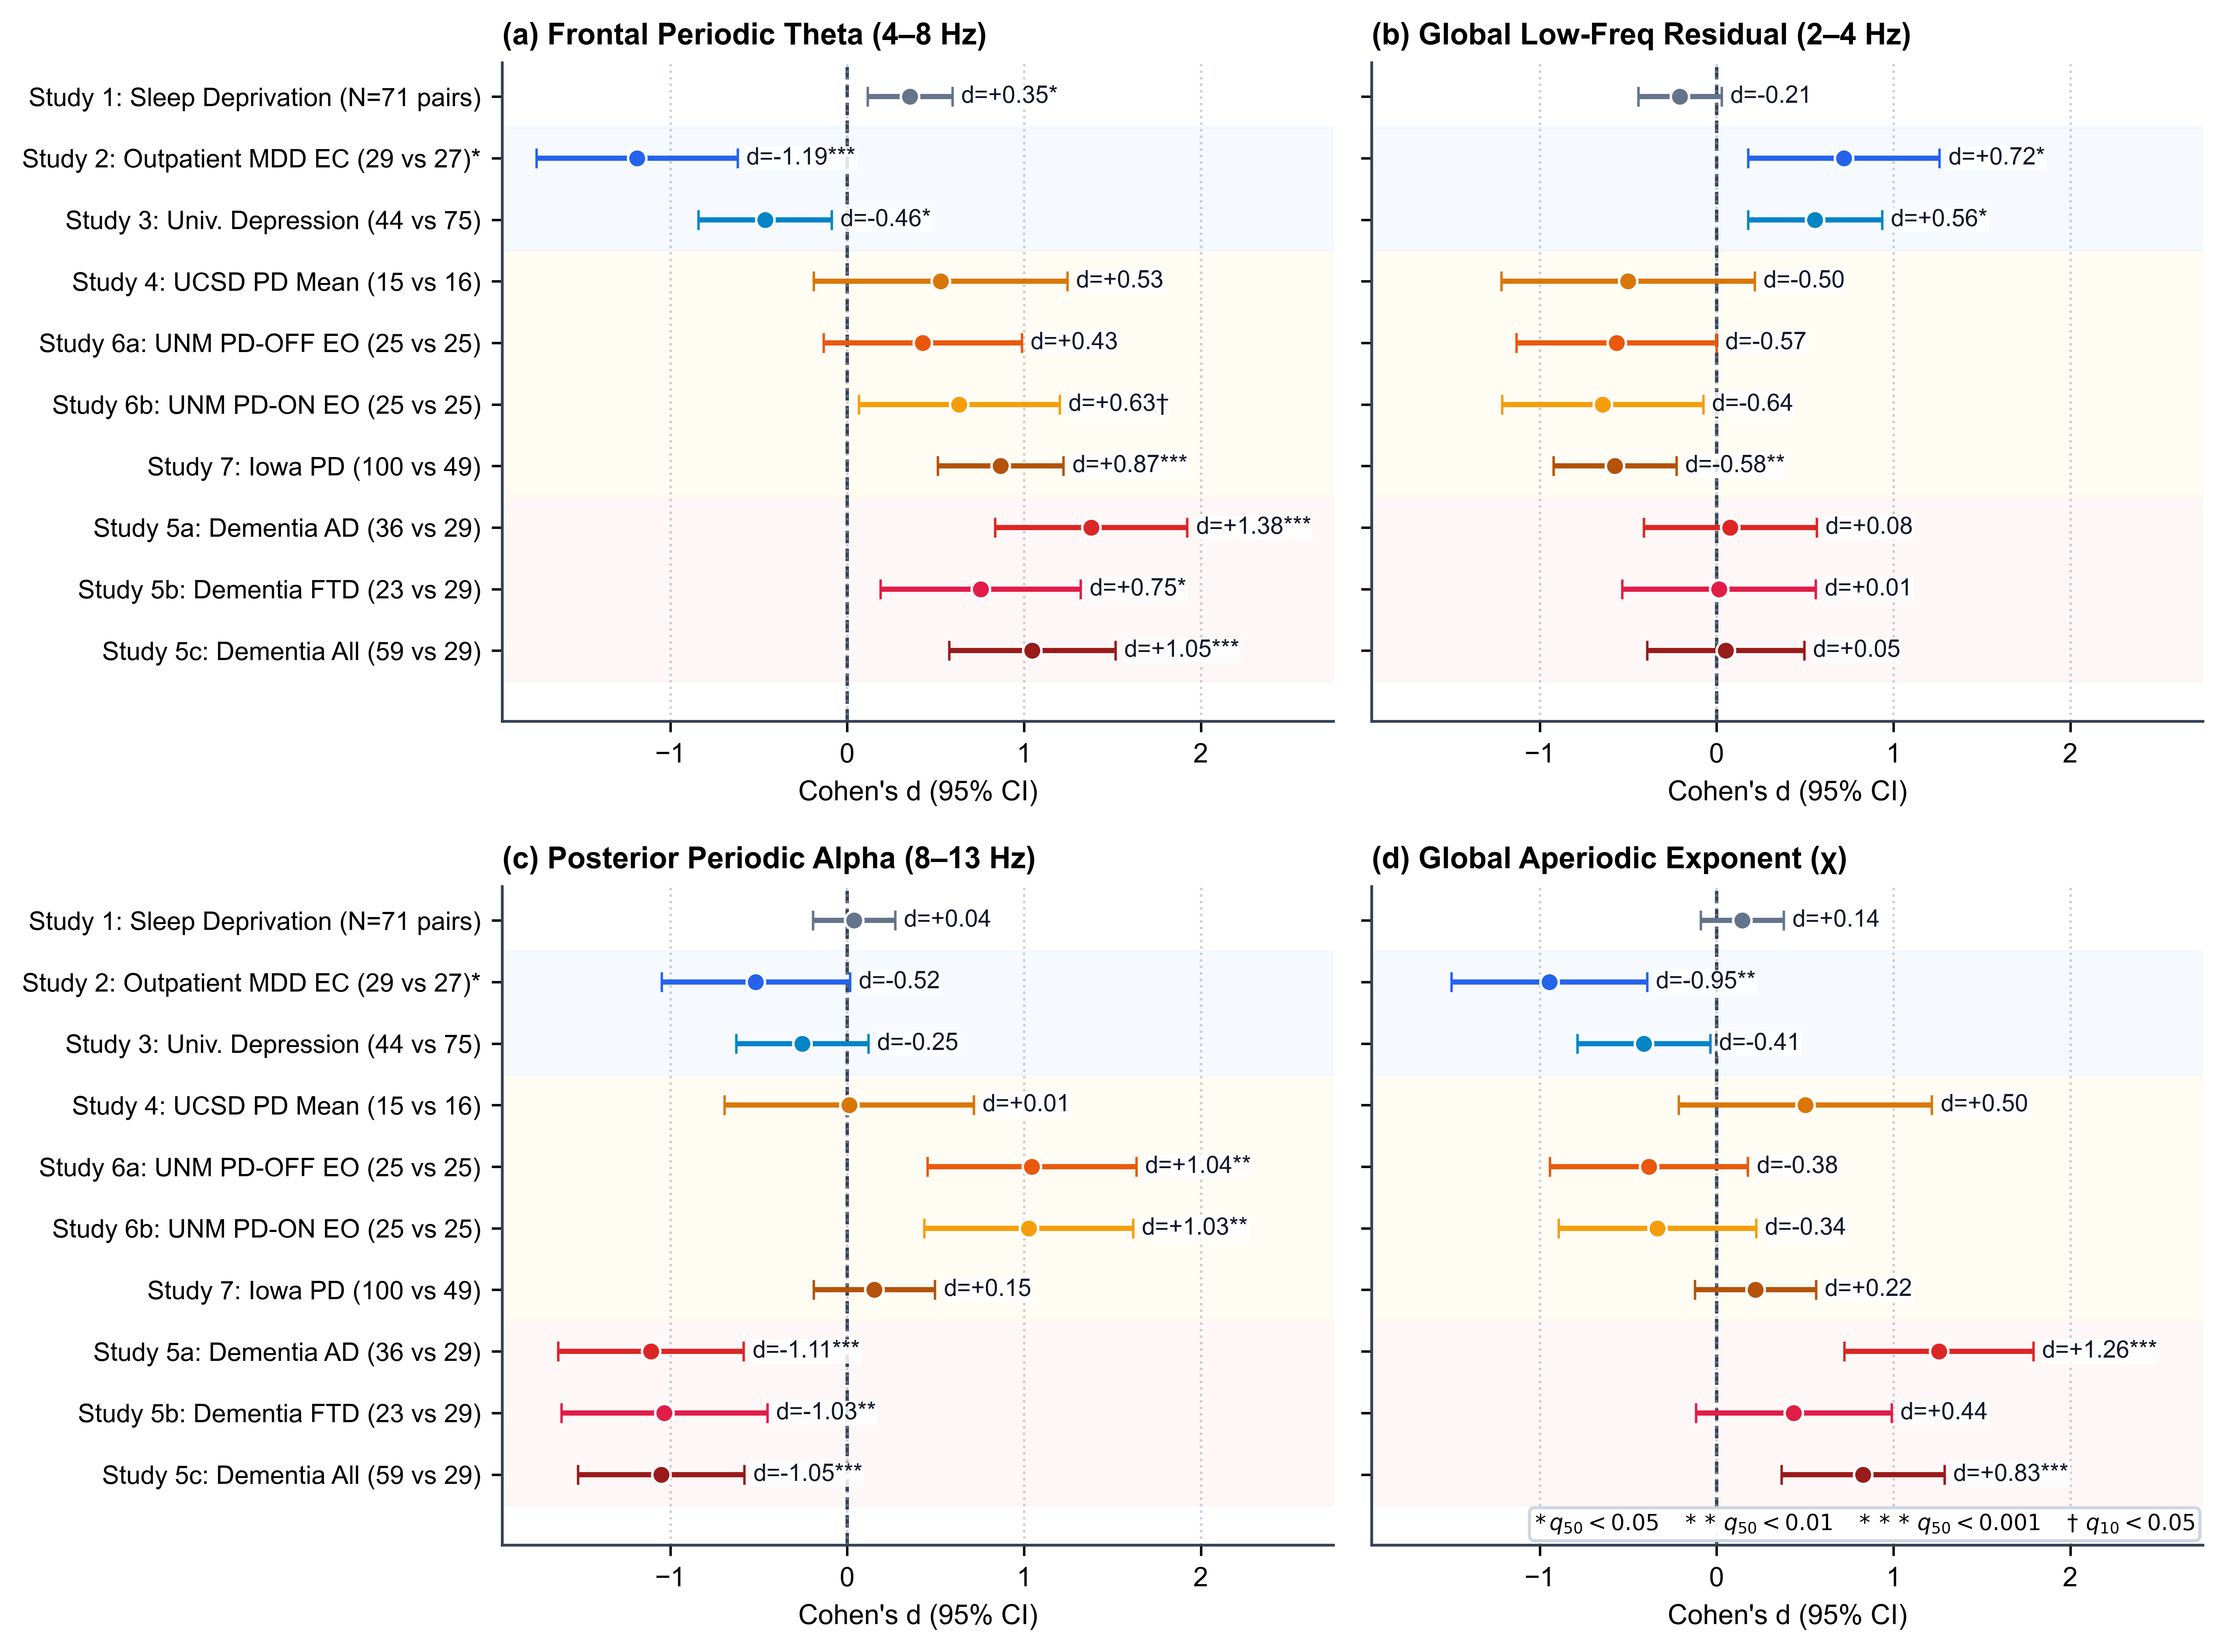 (a) Frontal Periodic Theta (4–8 Hz)
Study 1: Sleep Deprivation (N=71 pairs)
d=+0.35*
Study 2: Outpatient MDD EC (29 vs 27)*
d=-1.19***
Study 3: Univ. Depression (44 vs 75)
d=-0.46*
Study 4: UCSD PD Mean (15 vs 16)
d=+0.53
Study 6a: UNM PD-OFF EO (25 vs 25)
d=+0.43
Study 6b: UNM PD-ON EO (25 vs 25)
d=+0.63†
Study 7: Iowa PD (100 vs 49)
d=+0.87***
Study 5a: Dementia AD (36 vs 29)
d=+1.38***
Study 5b: Dementia FTD (23 vs 29)
d=+0.75*
Study 5c: Dementia All (59 vs 29)
d=+1.05***
−1 0 1 2
Cohen's d (95% CI)
(b) Global Low-Freq Residual (2–4 Hz)
d=-0.21
d=+0.72*
d=+0.56*
d=-0.50
d=-0.57
d=-0.64
d=-0.58**
d=+0.08
d=+0.01
d=+0.05
−1 0 1 2
Cohen's d (95% CI)
(c) Posterior Periodic Alpha (8–13 Hz)
Study 1: Sleep Deprivation (N=71 pairs)
d=+0.04
Study 2: Outpatient MDD EC (29 vs 27)*
d=-0.52
Study 3: Univ. Depression (44 vs 75)
d=-0.25
Study 4: UCSD PD Mean (15 vs 16)
d=+0.01
Study 6a: UNM PD-OFF EO (25 vs 25)
d=+1.04**
Study 6b: UNM PD-ON EO (25 vs 25)
d=+1.03**
Study 7: Iowa PD (100 vs 49)
d=+0.15
Study 5a: Dementia AD (36 vs 29)
d=-1.11***
Study 5b: Dementia FTD (23 vs 29)
d=-1.03**
Study 5c: Dementia All (59 vs 29)
d=-1.05***
−1 0 1 2
Cohen's d (95% CI)
(d) Global Aperiodic Exponent (χ)
d=+0.14
d=-0.95**
d=-0.41
d=+0.50
d=-0.38
d=-0.34
d=+0.22
d=+1.26***
d=+0.44
d=+0.83***
* q₅₀ < 0.05 * * q₅₀ < 0.01 * * * q₅₀ < 0.001 † q₁₀ < 0.05
−1 0 1 2
Cohen's d (95% CI)